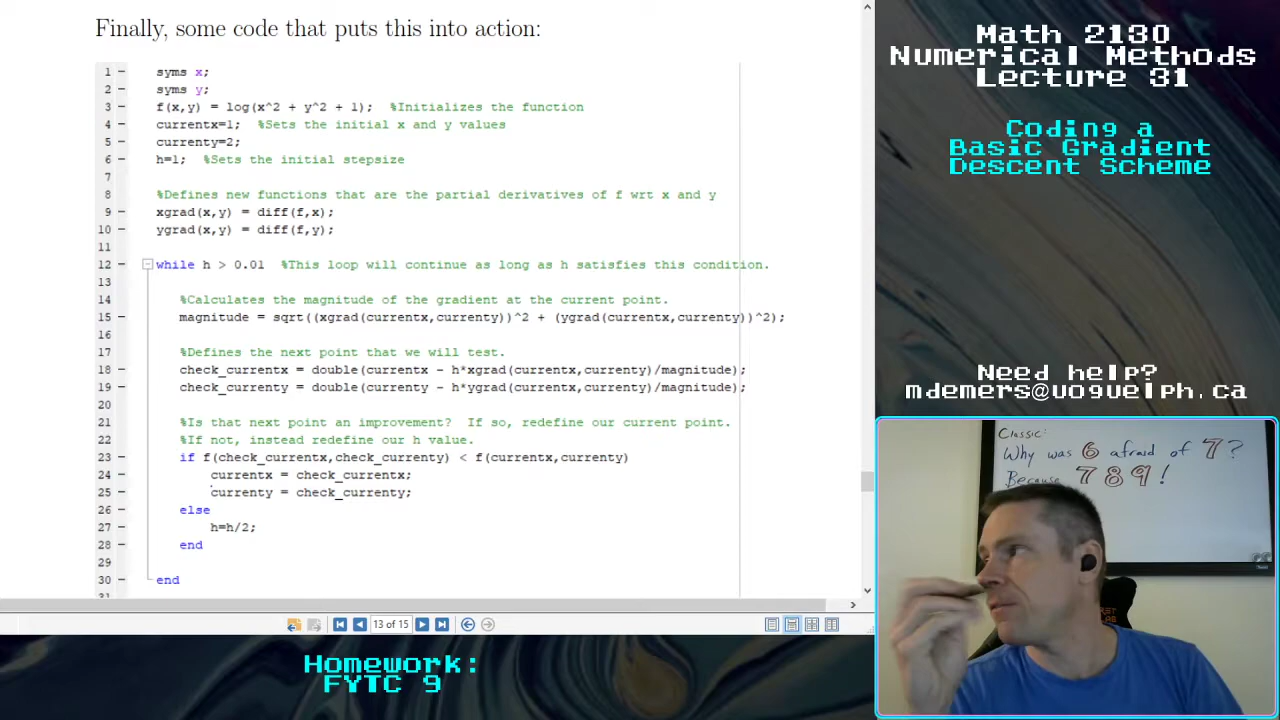 Finally, some code that puts this into action:
1 syms x;
2 syms y;
3 f(x,y) = log(x^2 + y^2 + 1); %Initializes the function
4 currentx=1; %Sets the initial x and y values
5 currenty=2;
6 h=1; %Sets the initial stepsize
7
8 %Defines new functions that are the partial derivatives of f wrt x and y
9 xgrad(x,y) = diff(f,x);
10 ygrad(x,y) = diff(f,y);
11
12 while h > 0.01 %This loop will continue as long as h satisfies this condition.
13
14 %Calculates the magnitude of the gradient at the current point.
15 magnitude = sqrt((xgrad(currentx,currenty))^2 + (ygrad(currentx,currenty))^2);
16
17 %Defines the next point that we will test.
18 check_currentx = double(currentx - h*xgrad(currentx,currenty)/magnitude);
19 check_currenty = double(currenty - h*ygrad(currentx,currenty)/magnitude);
20
21 %Is that next point an improvement? If so, redefine our current point.
22 %If not, instead redefine our h value.
23 if f(check_currentx,check_currenty) < f(currentx,currenty)
24 currentx = check_currentx;
25 currenty = check_currenty;
26 else
27 h=h/2;
28 end
29
30 end
13 of 15
Homework:
FYTC 9
Math 2130
Numerical Methods
Lecture 31
Coding a
Basic Gradient
Descent Scheme
Need help?
mdemers@uoguelph.ca
Classic:
Why was 6 afraid of 7?
Because 7 8 9!